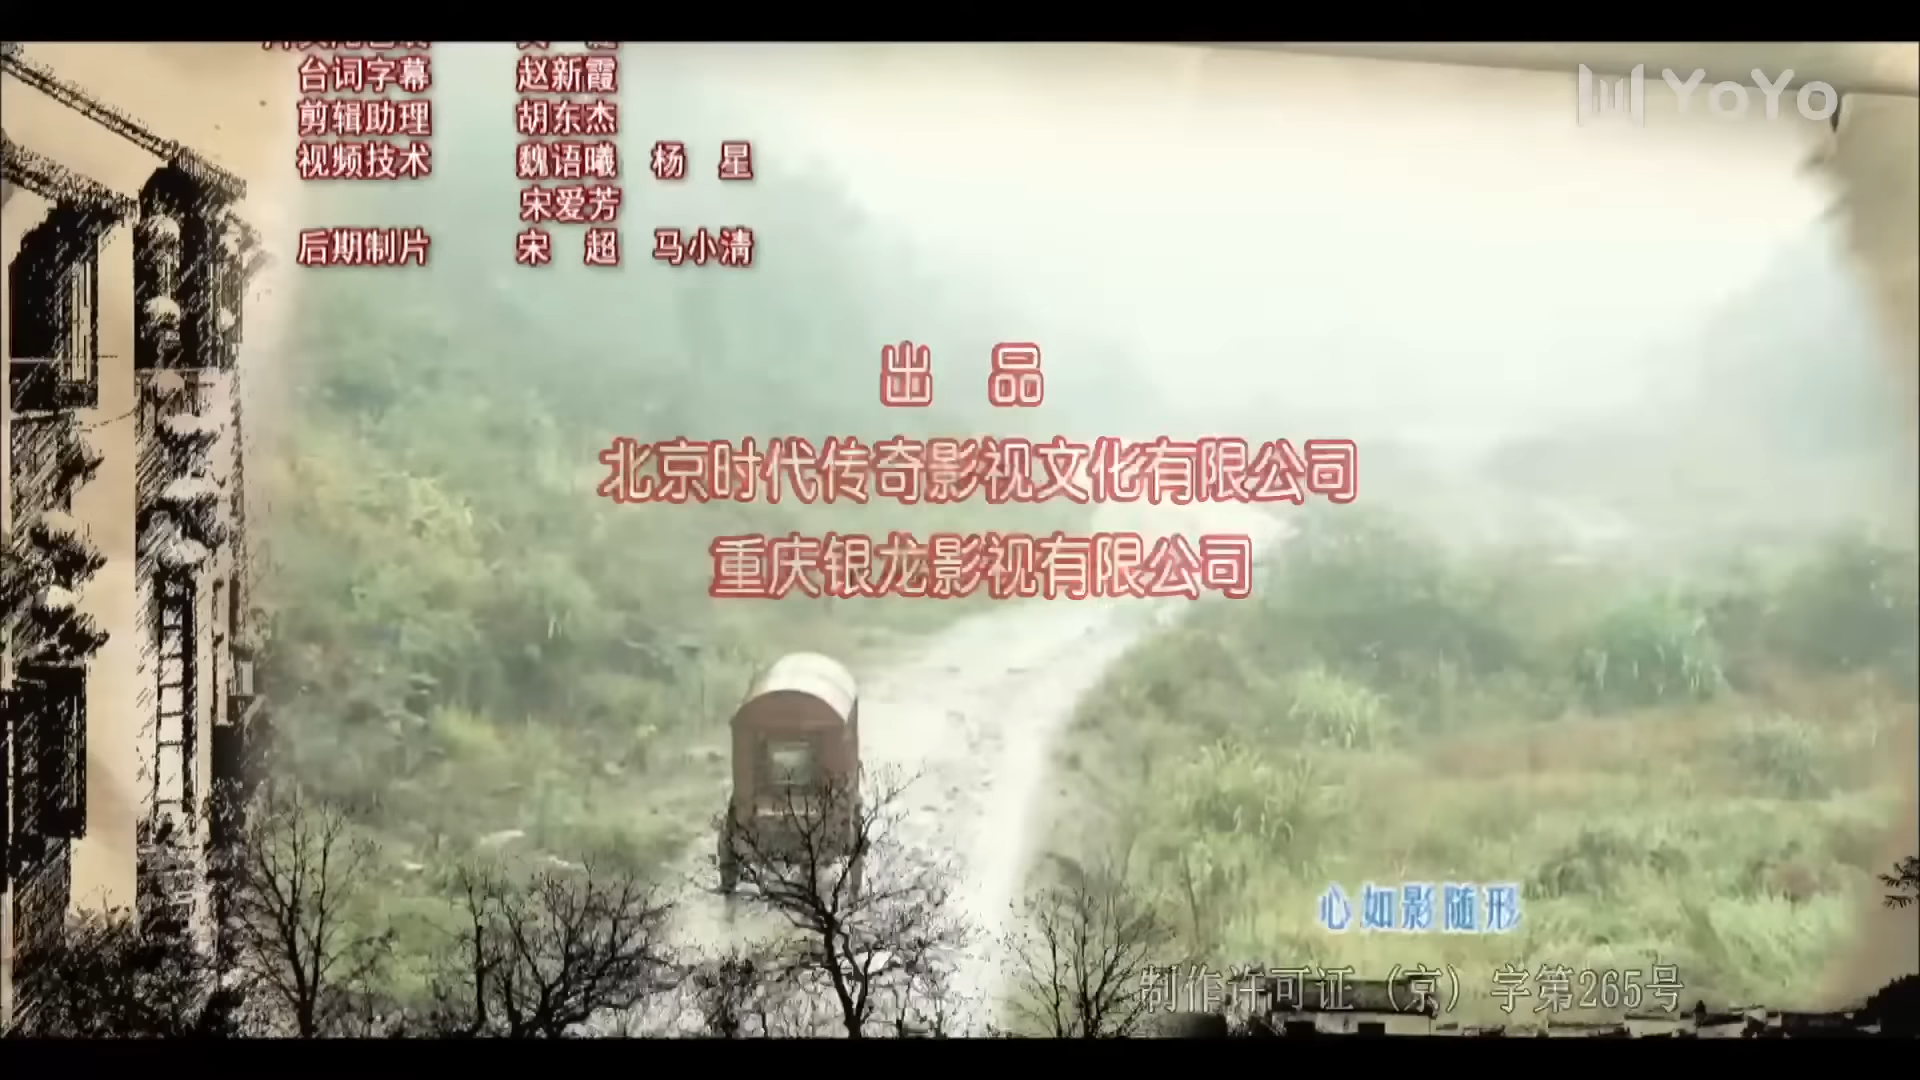 YoYo
台词字幕 赵新霞
剪辑助理 胡东杰
视频技术 魏语曦 杨 星
宋爱芳
后期制片 宋 超 马小清
出 品
北京时代传奇影视文化有限公司
重庆银龙影视有限公司
心如影随形
制作许可证（京）字第265号